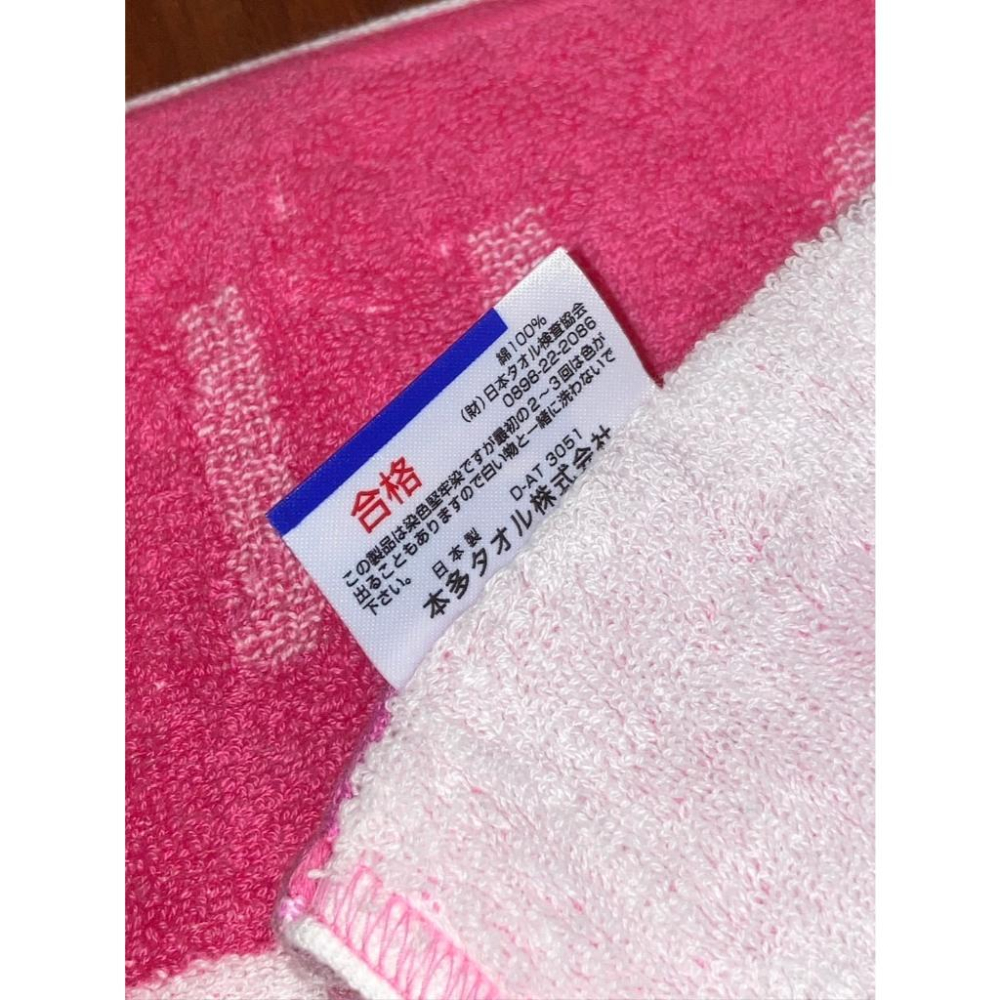 綿100%
(財)日本タオル検査協会
0898-22-2086
合格
この製品は染色堅牢染ですが最初の2～3回は色が
出ることもありますので白い物と一緒に洗わないで
下さい。
D-AT 3051
日本製
本多タオル株式会社